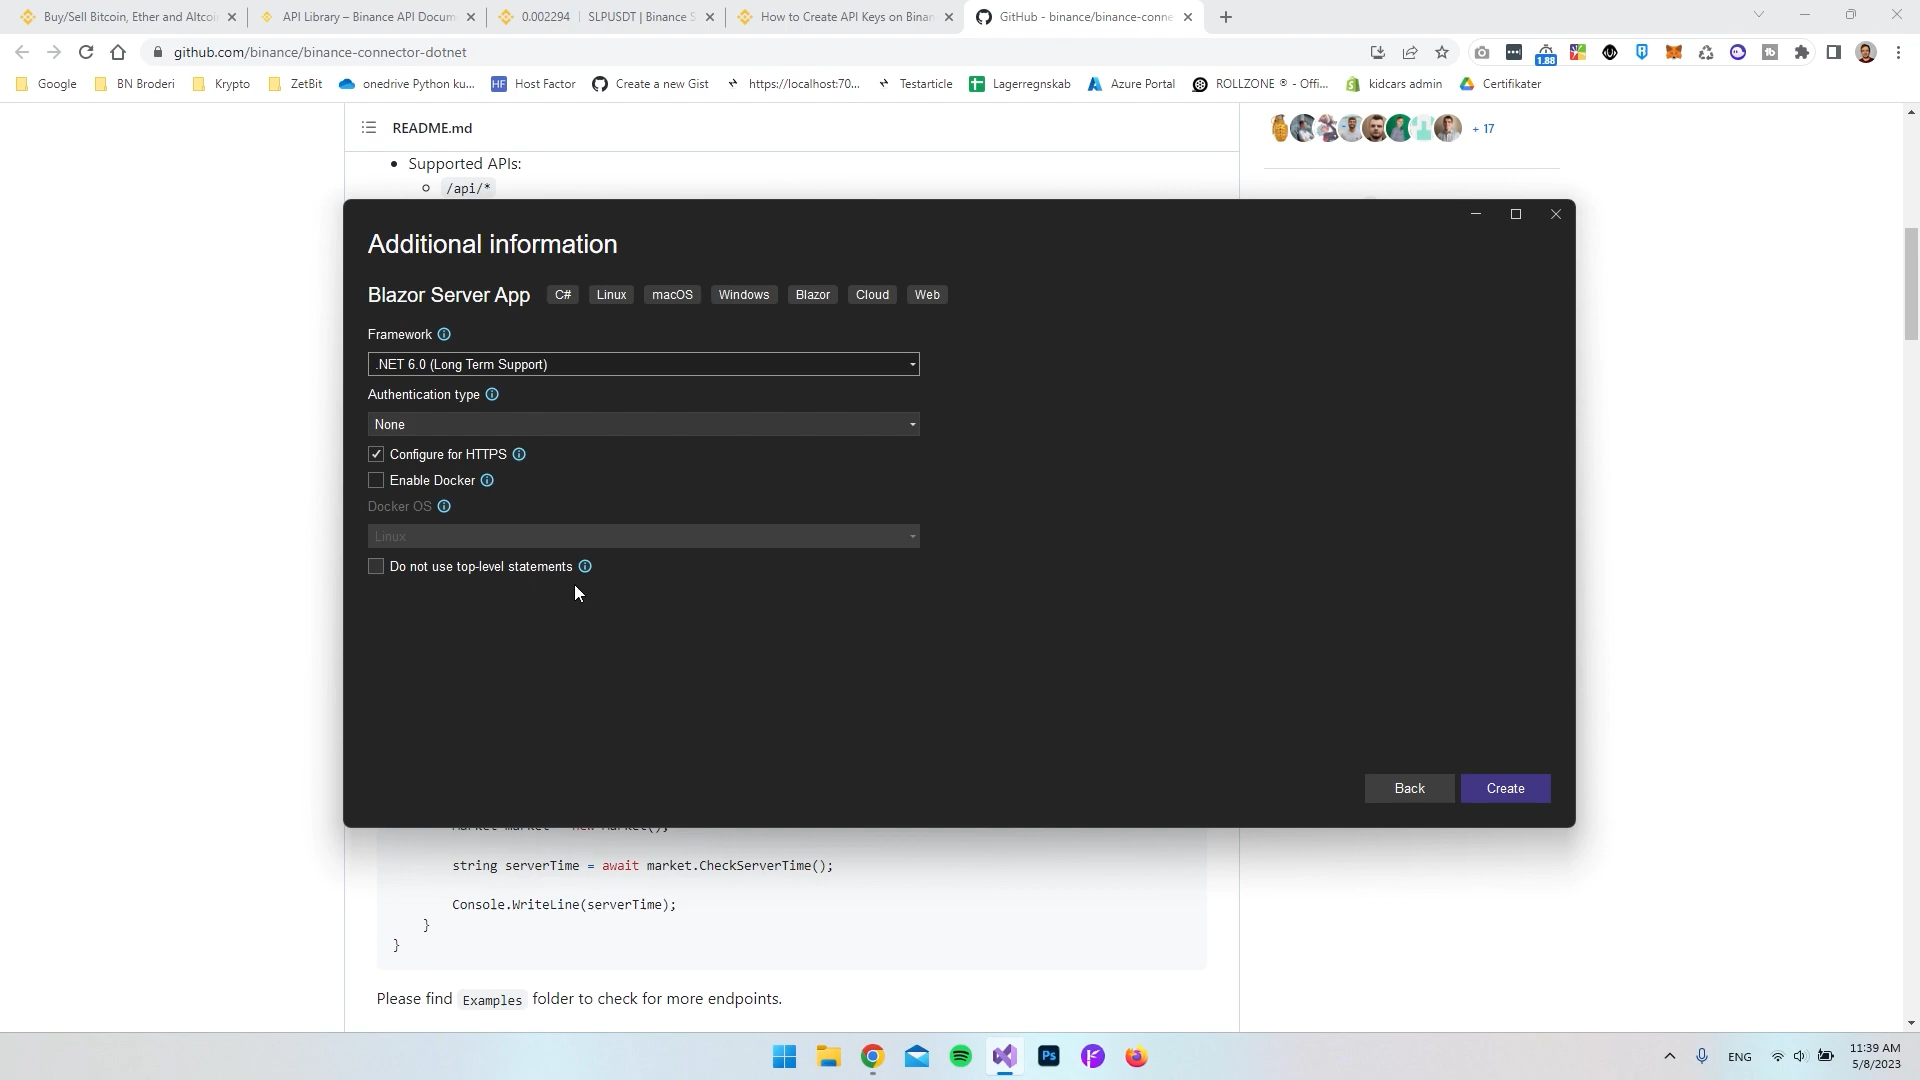 Buy/Sell Bitcoin, Ether and Altcoi
API Library – Binance API Docum
0.002294 | SLPUSDT | Binance S
How to Create API Keys on Binan
GitHub - binance/binance-conne
github.com/binance/binance-connector-dotnet
1.88
Google
BN Broderi
Krypto
ZetBit
onedrive Python ku...
HF Host Factor
Create a new Gist
https://localhost:70...
Testarticle
Lagerregnskab
Azure Portal
ROLLZONE ® - Offi...
kidcars admin
Certifikater
README.md
+ 17
Supported APIs:
/api/*
Additional information
Blazor Server App C# Linux macOS Windows Blazor Cloud Web
Framework
.NET 6.0 (Long Term Support)
Authentication type
None
Configure for HTTPS
Enable Docker
Docker OS
Linux
Do not use top-level statements
Back Create
string serverTime = await market.CheckServerTime();
Console.WriteLine(serverTime);
}
}
Please find Examples folder to check for more endpoints.
Ps
ENG
11:39 AM
5/8/2023